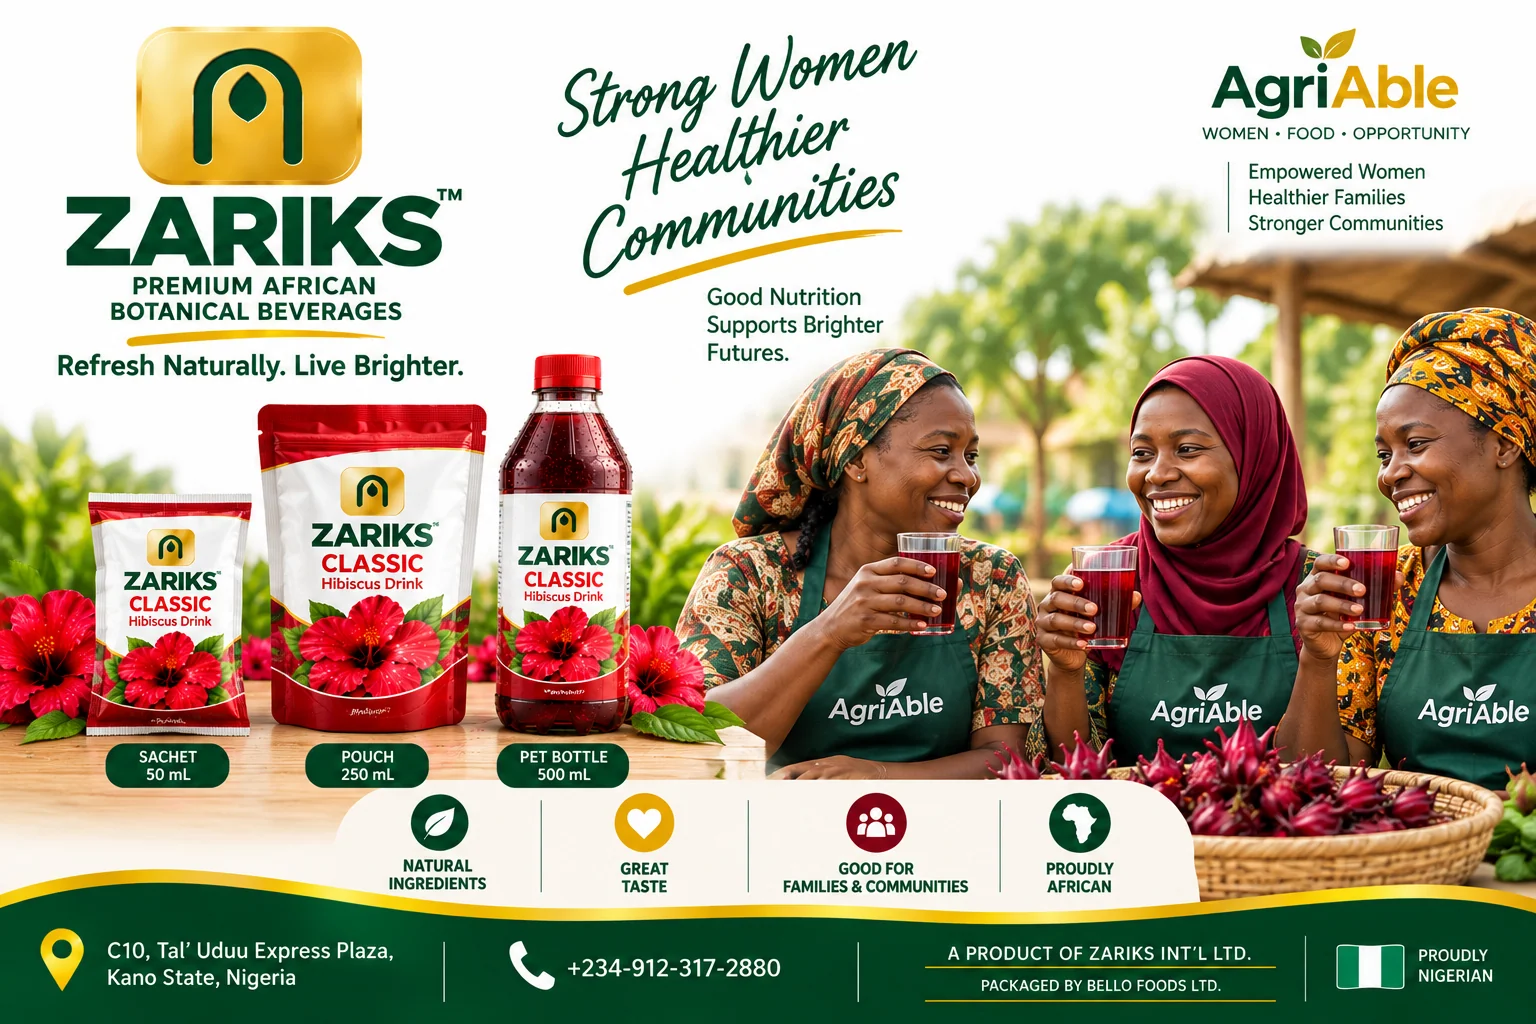 ZARIKS™
PREMIUM AFRICAN
BOTANICAL BEVERAGES
Refresh Naturally. Live Brighter.
Strong Women
Healthier
Communities
Good Nutrition
Supports Brighter
Futures.
AgriAble
WOMEN • FOOD • OPPORTUNITY
Empowered Women
Healthier Families
Stronger Communities
ZARIKS
CLASSIC
Hibiscus Drink
ZARIKS
CLASSIC
Hibiscus Drink
ZARIKS
CLASSIC
Hibiscus Drink
AgriAble
AgriAble
AgriAble
SACHET
50 mL
POUCH
250 mL
PET BOTTLE
500 mL
NATURAL
INGREDIENTS
GREAT
TASTE
GOOD FOR
FAMILIES & COMMUNITIES
PROUDLY
AFRICAN
C10, Tal' Uduu Express Plaza,
Kano State, Nigeria
+234-912-317-2880
A PRODUCT OF ZARIKS INT'L LTD.
PACKAGED BY BELLO FOODS LTD.
PROUDLY
NIGERIAN